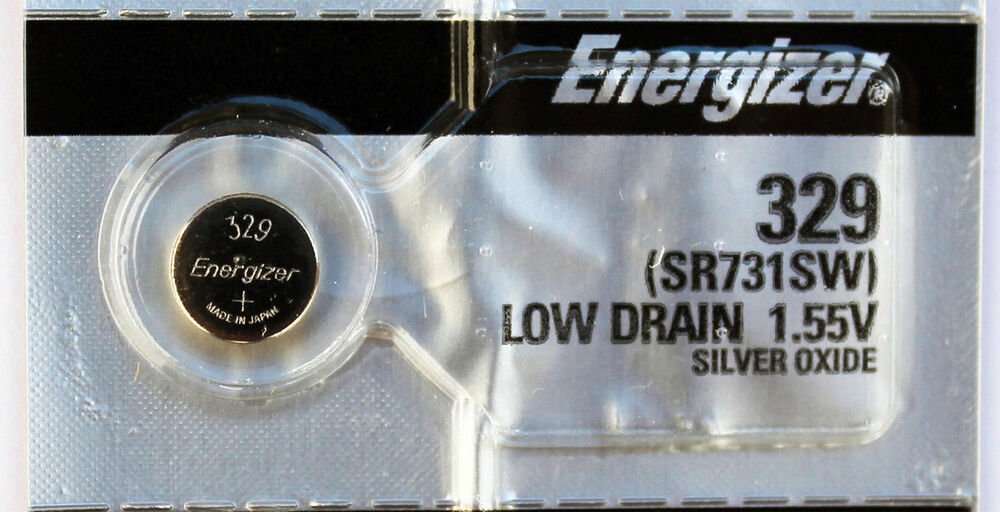 Energizer®
329
(SR731SW)
LOW DRAIN 1.55V
SILVER OXIDE
329
Energizer
+
MADE IN JAPAN